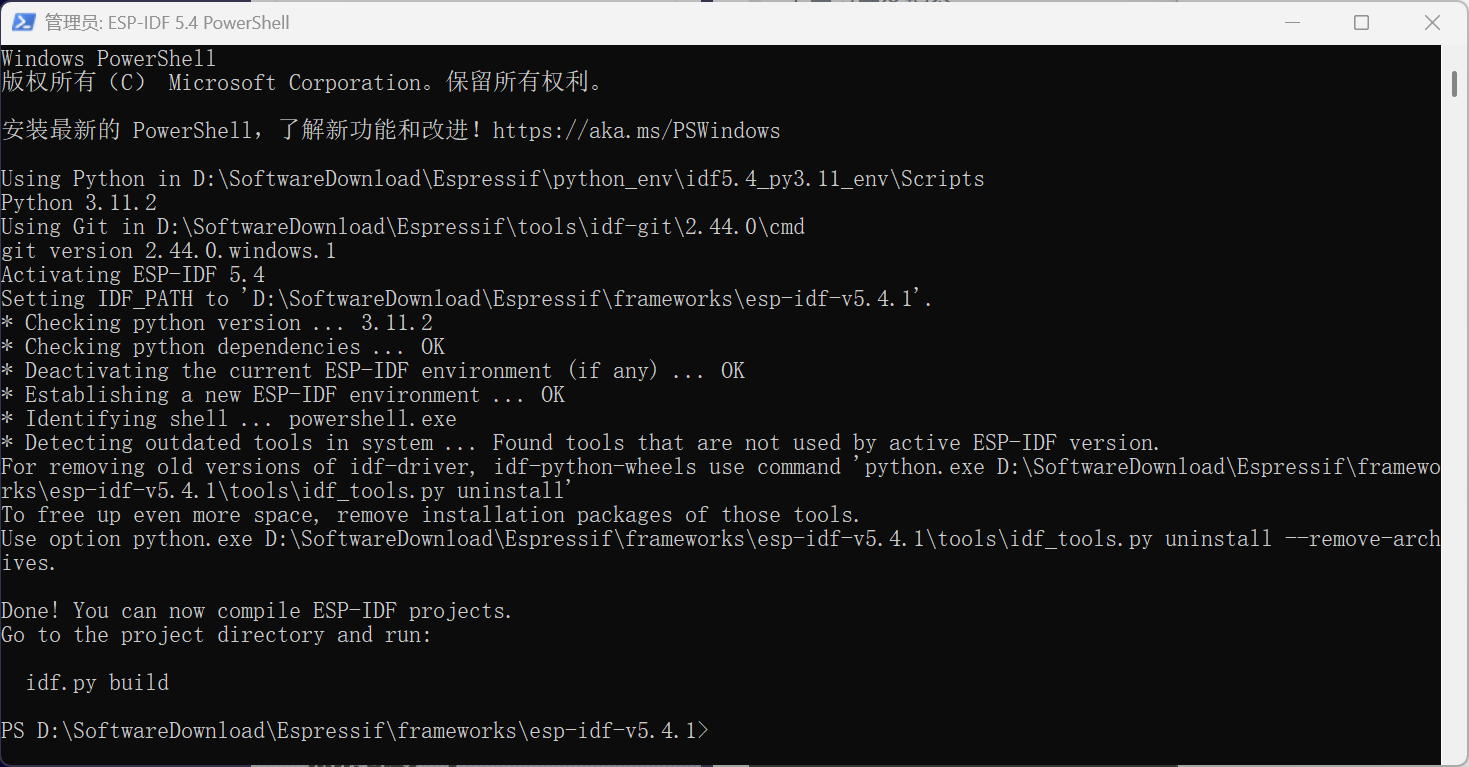 管理员: ESP-IDF 5.4 PowerShell
Windows PowerShell
版权所有（C） Microsoft Corporation。保留所有权利。
安装最新的 PowerShell，了解新功能和改进！https://aka.ms/PSWindows
Using Python in D:\SoftwareDownload\Espressif\python_env\idf5.4_py3.11_env\Scripts
Python 3.11.2
Using Git in D:\SoftwareDownload\Espressif\tools\idf-git\2.44.0\cmd
git version 2.44.0.windows.1
Activating ESP-IDF 5.4
Setting IDF_PATH to 'D:\SoftwareDownload\Espressif\frameworks\esp-idf-v5.4.1'.
* Checking python version ... 3.11.2
* Checking python dependencies ... OK
* Deactivating the current ESP-IDF environment (if any) ... OK
* Establishing a new ESP-IDF environment ... OK
* Identifying shell ... powershell.exe
* Detecting outdated tools in system ... Found tools that are not used by active ESP-IDF version.
For removing old versions of idf-driver, idf-python-wheels use command 'python.exe D:\SoftwareDownload\Espressif\framewo
rks\esp-idf-v5.4.1\tools\idf_tools.py uninstall'
To free up even more space, remove installation packages of those tools.
Use option python.exe D:\SoftwareDownload\Espressif\frameworks\esp-idf-v5.4.1\tools\idf_tools.py uninstall --remove-arch
ives.
Done! You can now compile ESP-IDF projects.
Go to the project directory and run:
idf.py build
PS D:\SoftwareDownload\Espressif\frameworks\esp-idf-v5.4.1>